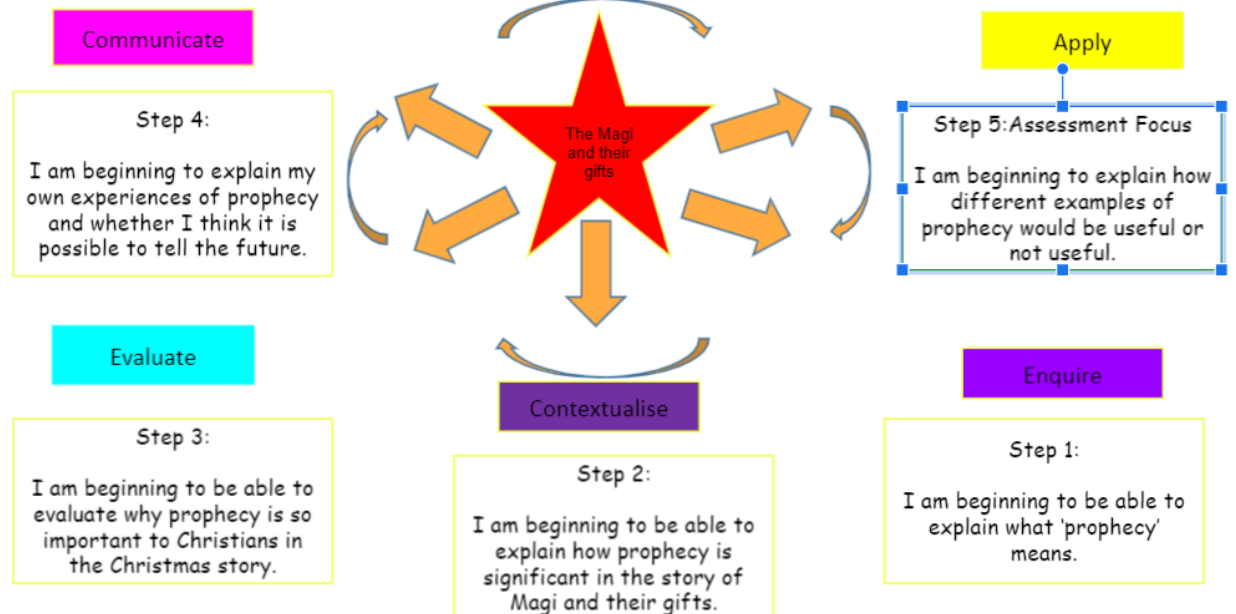 Communicate
Step 4:
I am beginning to explain my
own experiences of prophecy
and whether I think it is
possible to tell the future.
The Magi
and their
gifts
Apply
Step 5:Assessment Focus
I am beginning to explain how
different examples of
prophecy would be useful or
not useful.
Evaluate
Step 3:
I am beginning to be able to
evaluate why prophecy is so
important to Christians in
the Christmas story.
Contextualise
Step 2:
I am beginning to be able to
explain how prophecy is
significant in the story of
Magi and their gifts.
Enquire
Step 1:
I am beginning to be able to
explain what ‘prophecy’
means.